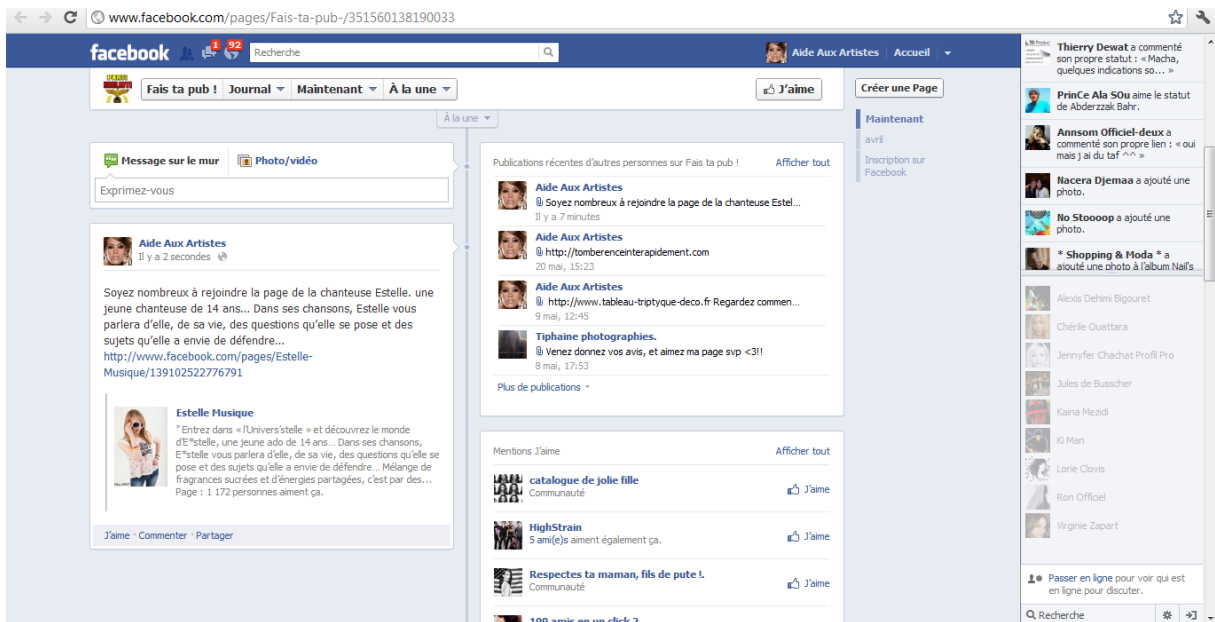 www.facebook.com/pages/Fais-ta-pub-/351560138190033
facebook
1
92
Recherche
Aide Aux Artistes
Accueil
Fais ta pub !
Journal
Maintenant
À la une
J'aime
Créer une Page
À la une
Maintenant
avril
Inscription sur
Facebook
Message sur le mur
Photo/vidéo
Exprimez-vous
Aide Aux Artistes
Il y a 2 secondes
Soyez nombreux à rejoindre la page de la chanteuse Estelle. une
jeune chanteuse de 14 ans... Dans ses chansons, Estelle vous
parlera d'elle, de sa vie, des questions qu'elle se pose et des
sujets qu'elle a envie de défendre...
http://www.facebook.com/pages/Estelle-
Musique/139102522776791
Estelle Musique
"Entrez dans «l'Univers'stelle » et découvrez le monde
d'E*stelle, une jeune ado de 14 ans... Dans ses chansons,
E*stelle vous parlera d'elle, de sa vie, des questions qu'elle se
pose et des sujets qu'elle a envie de défendre... Mélange de
fragrances sucrées et d'énergies partagées, c'est par des...
Page : 1 172 personnes aiment ça.
J'aime · Commenter · Partager
Publications récentes d'autres personnes sur Fais ta pub !
Afficher tout
Aide Aux Artistes
Soyez nombreux à rejoindre la page de la chanteuse Estel...
Il y a 7 minutes
Aide Aux Artistes
http://tomberenceinterapidement.com
20 mai, 15:23
Aide Aux Artistes
http://www.tableau-triptyque-deco.fr Regardez commen...
9 mai, 12:45
Tiphaine photographies.
Venez donnez vos avis, et aimez ma page svp <3!!
8 mai, 17:53
Plus de publications
Mentions J'aime
Afficher tout
catalogue de jolie fille
Communauté
J'aime
HighStrain
5 ami(e)s aiment également ça.
J'aime
Respectes ta maman, fils de pute !.
Communauté
J'aime
100 amis en un click ?
Thierry Dewat a commenté
son propre statut : «Macha,
quelques indications so... »
PrinCe Ala SOu aime le statut
de Abderzzak Bahr.
Annsom Officiel-deux a
commenté son propre lien : «oui
mais j ai du taf ^^ »
Nacera Djemaa a ajouté une
photo.
No Stoooop a ajouté une
photo.
* Shopping & Moda * a
ajouté une photo à l'album Nail's
Alexis Dehimi Bigouret
Chérile Ouattara
Jennyfer Chachat Profil Pro
Jules de Busscher
Kaina Mezidi
Ki Man
Lorie Clovis
Ron Officiel
Virginie Zapart
Passer en ligne pour voir qui est
en ligne pour discuter.
Recherche